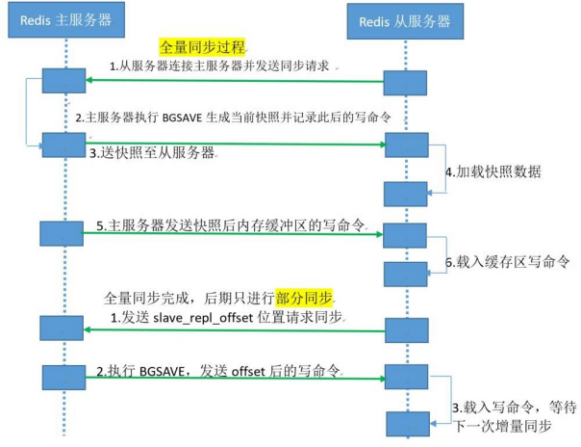 Redis 主服务器
Redis 从服务器
全量同步过程
1.从服务器连接主服务器并发送同步请求
2.主服务器执行 BGSAVE 生成当前快照并记录此后的写命令
3.送快照至从服务器
4.加载快照数据
5.主服务器发送快照后内存缓冲区的写命令
6.载入缓存区写命令
全量同步完成，后期只进行部分同步
1.发送 slave_repl_offset 位置请求同步
2.执行 BGSAVE，发送 offset 后的写命令
3.载入写命令，等待
下一次增量同步